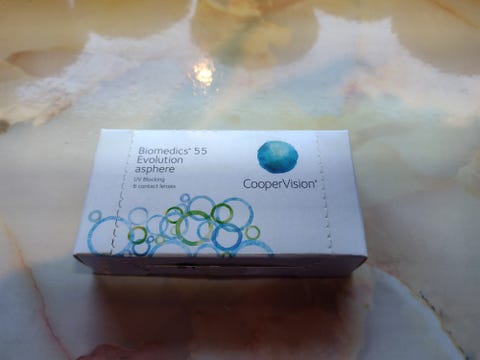 Biomedics® 55
Evolution
asphere
UV Blocking
6 contact lenses
CooperVision®